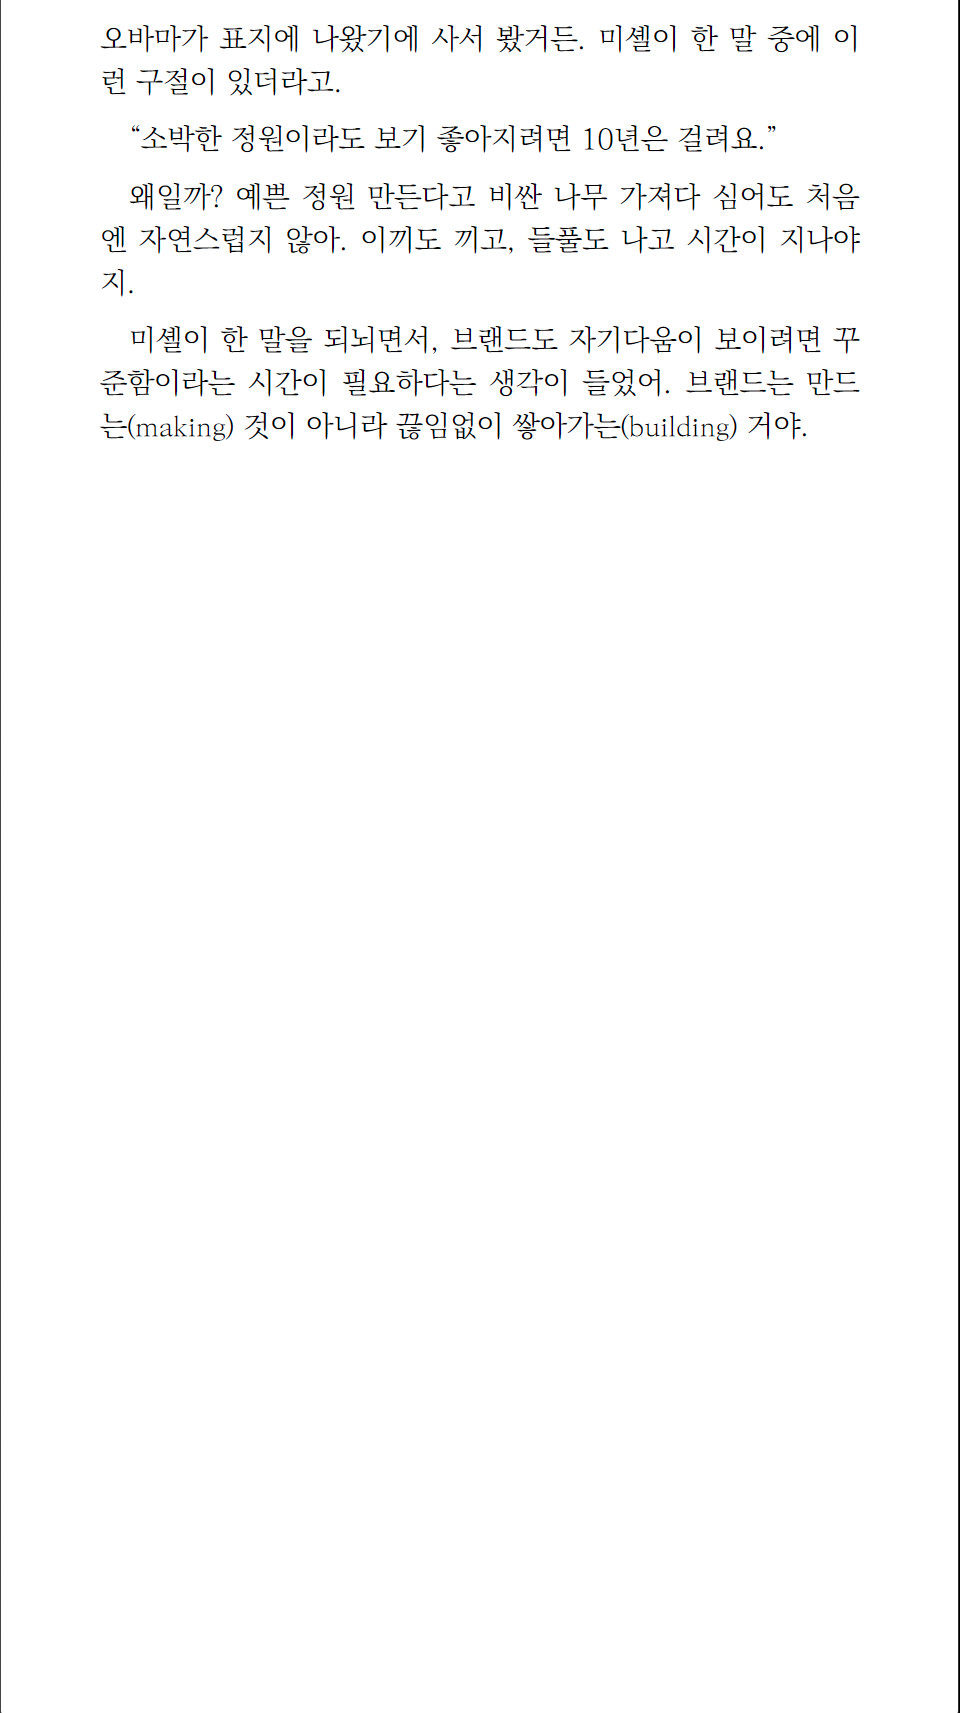 오바마가 표지에 나왔기에 사서 봤거든. 미셸이 한 말 중에 이
런 구절이 있더라고.
“소박한 정원이라도 보기 좋아지려면 10년은 걸려요.”
왜일까? 예쁜 정원 만든다고 비싼 나무 가져다 심어도 처음
엔 자연스럽지 않아. 이끼도 끼고, 들풀도 나고 시간이 지나야
지.
미셸이 한 말을 되뇌면서, 브랜드도 자기다움이 보이려면 꾸
준함이라는 시간이 필요하다는 생각이 들었어. 브랜드는 만드
는(making) 것이 아니라 끊임없이 쌓아가는(building) 거야.